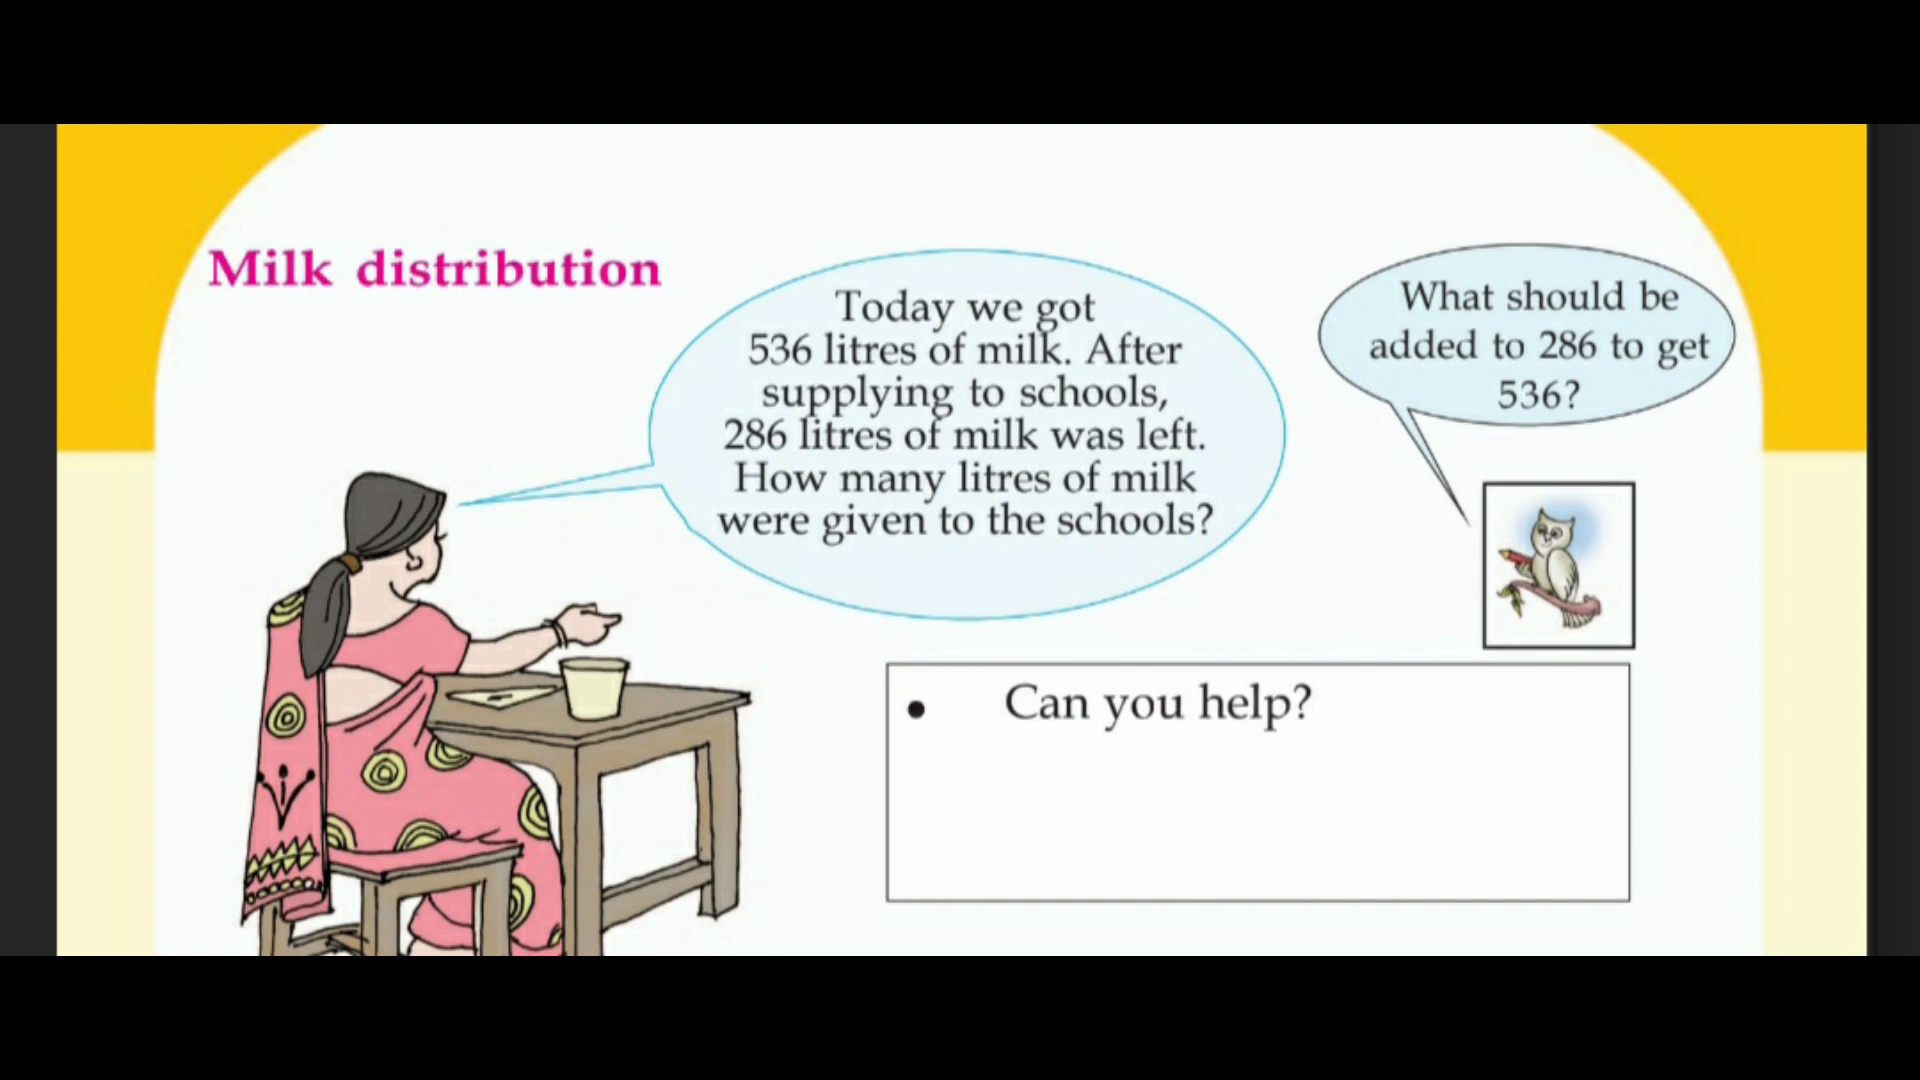 Milk distribution
Today we got
536 litres of milk. After
supplying to schools,
286 litres of milk was left.
How many litres of milk
were given to the schools?
What should be
added to 286 to get
536?
• Can you help?